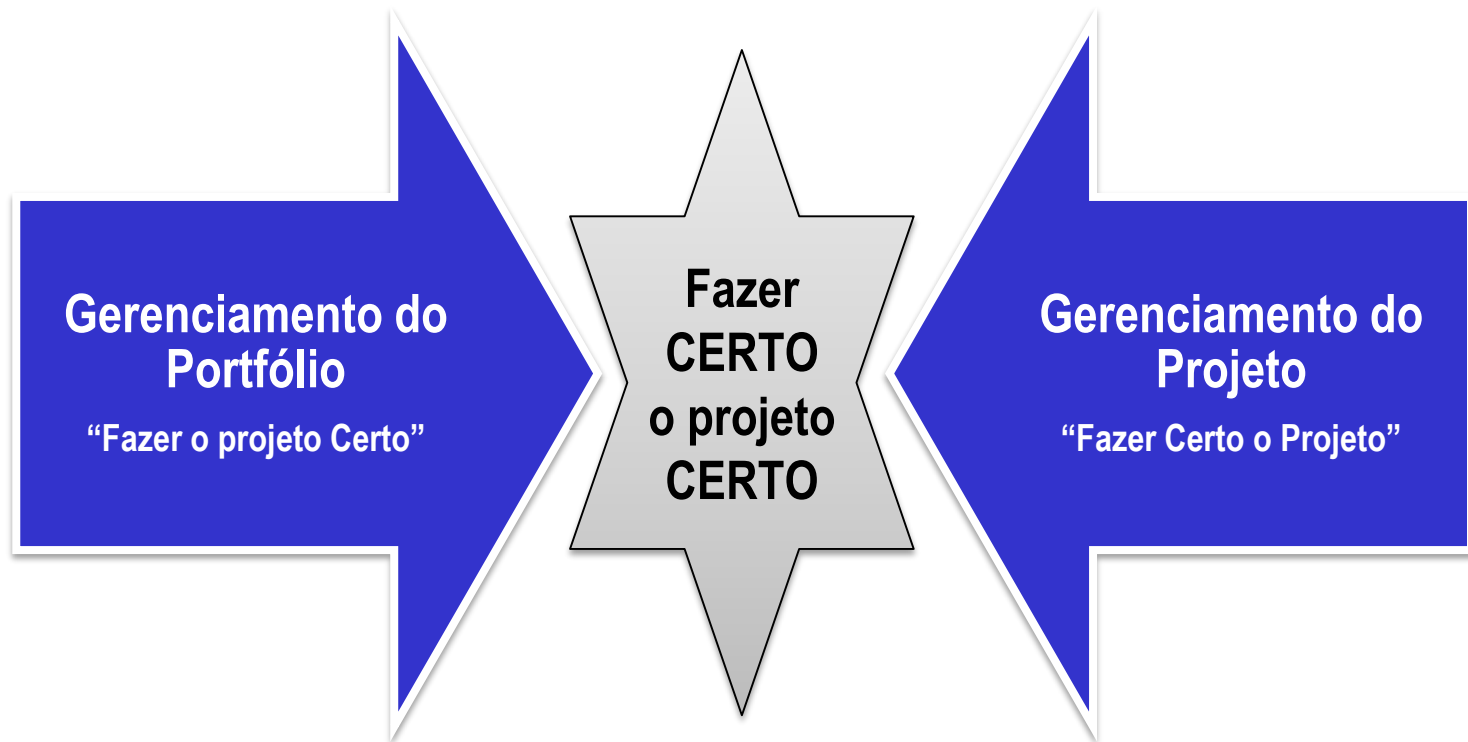 Gerenciamento do
Portfólio
“Fazer o projeto Certo”
Fazer
CERTO
o projeto
CERTO
Gerenciamento do
Projeto
“Fazer Certo o Projeto”